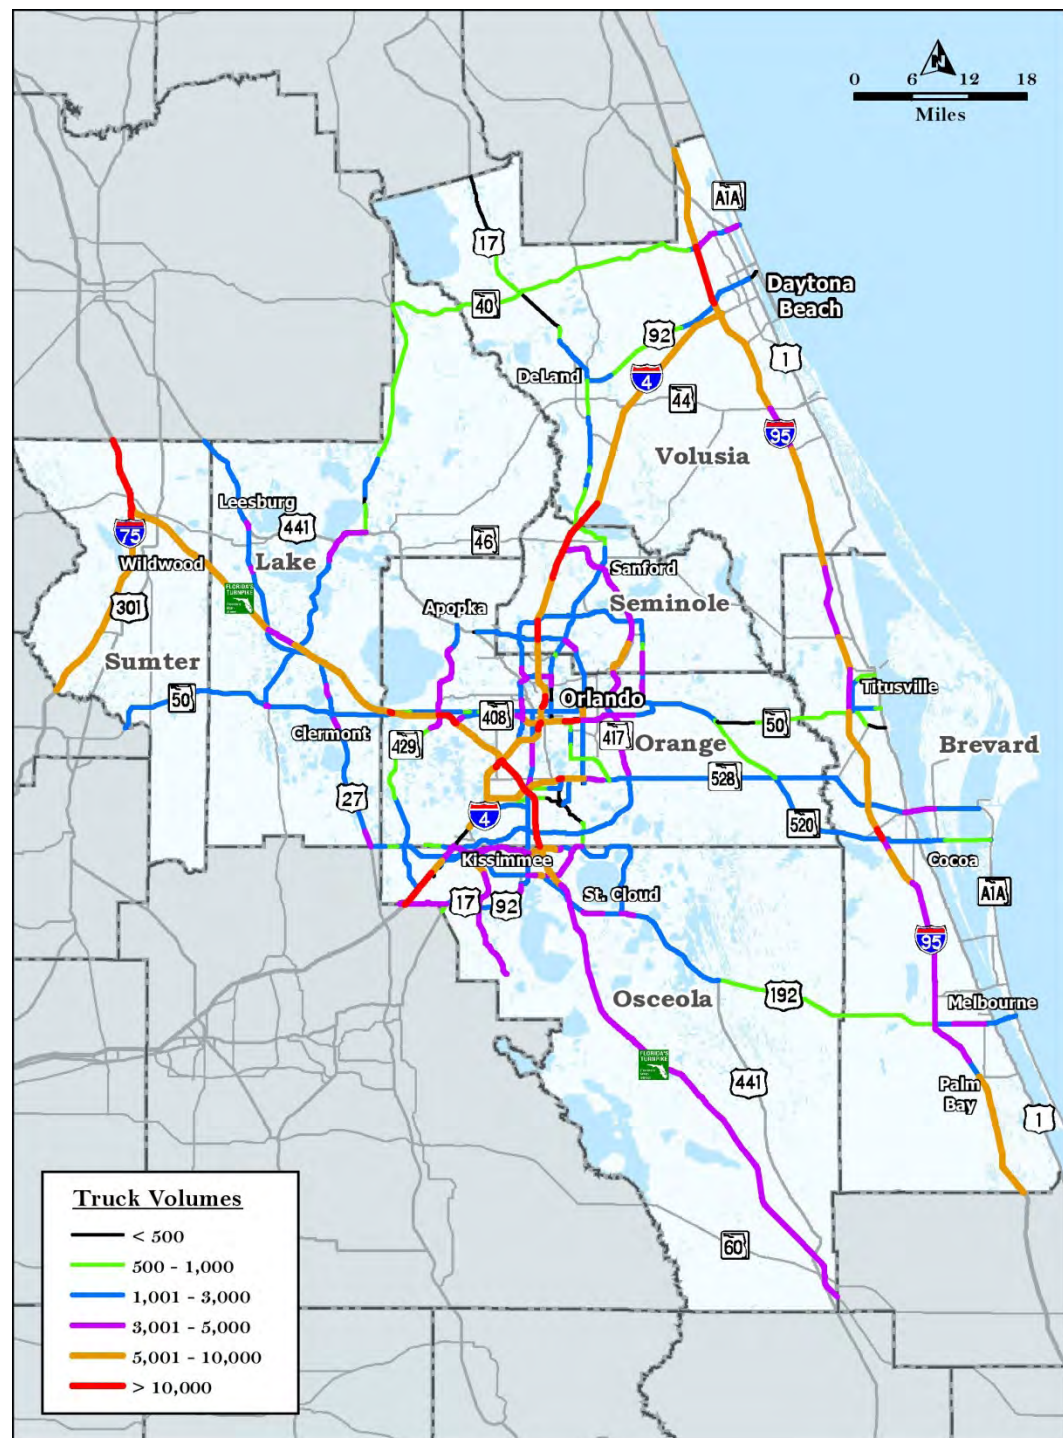 N
0 6 12 18
Miles
A1A
17
Daytona
Beach
40
92
1
DeLand
4
44
95
Volusia
Leesburg
441
75
46
Wildwood
Lake
Sanford
FLORIDA'S
TURNPIKE
301
Apopka
Seminole
Sumter
Titusville
50
Orlando
408
50
Clermont
417
Orange
Brevard
429
528
27
4
520
Kissimmee
Cocoa
A1A
17
92
St. Cloud
95
Osceola
192
Melbourne
FLORIDA'S
TURNPIKE
441
Palm
Bay
1
Truck Volumes
< 500
60
500 - 1,000
1,001 - 3,000
3,001 - 5,000
5,001 - 10,000
> 10,000